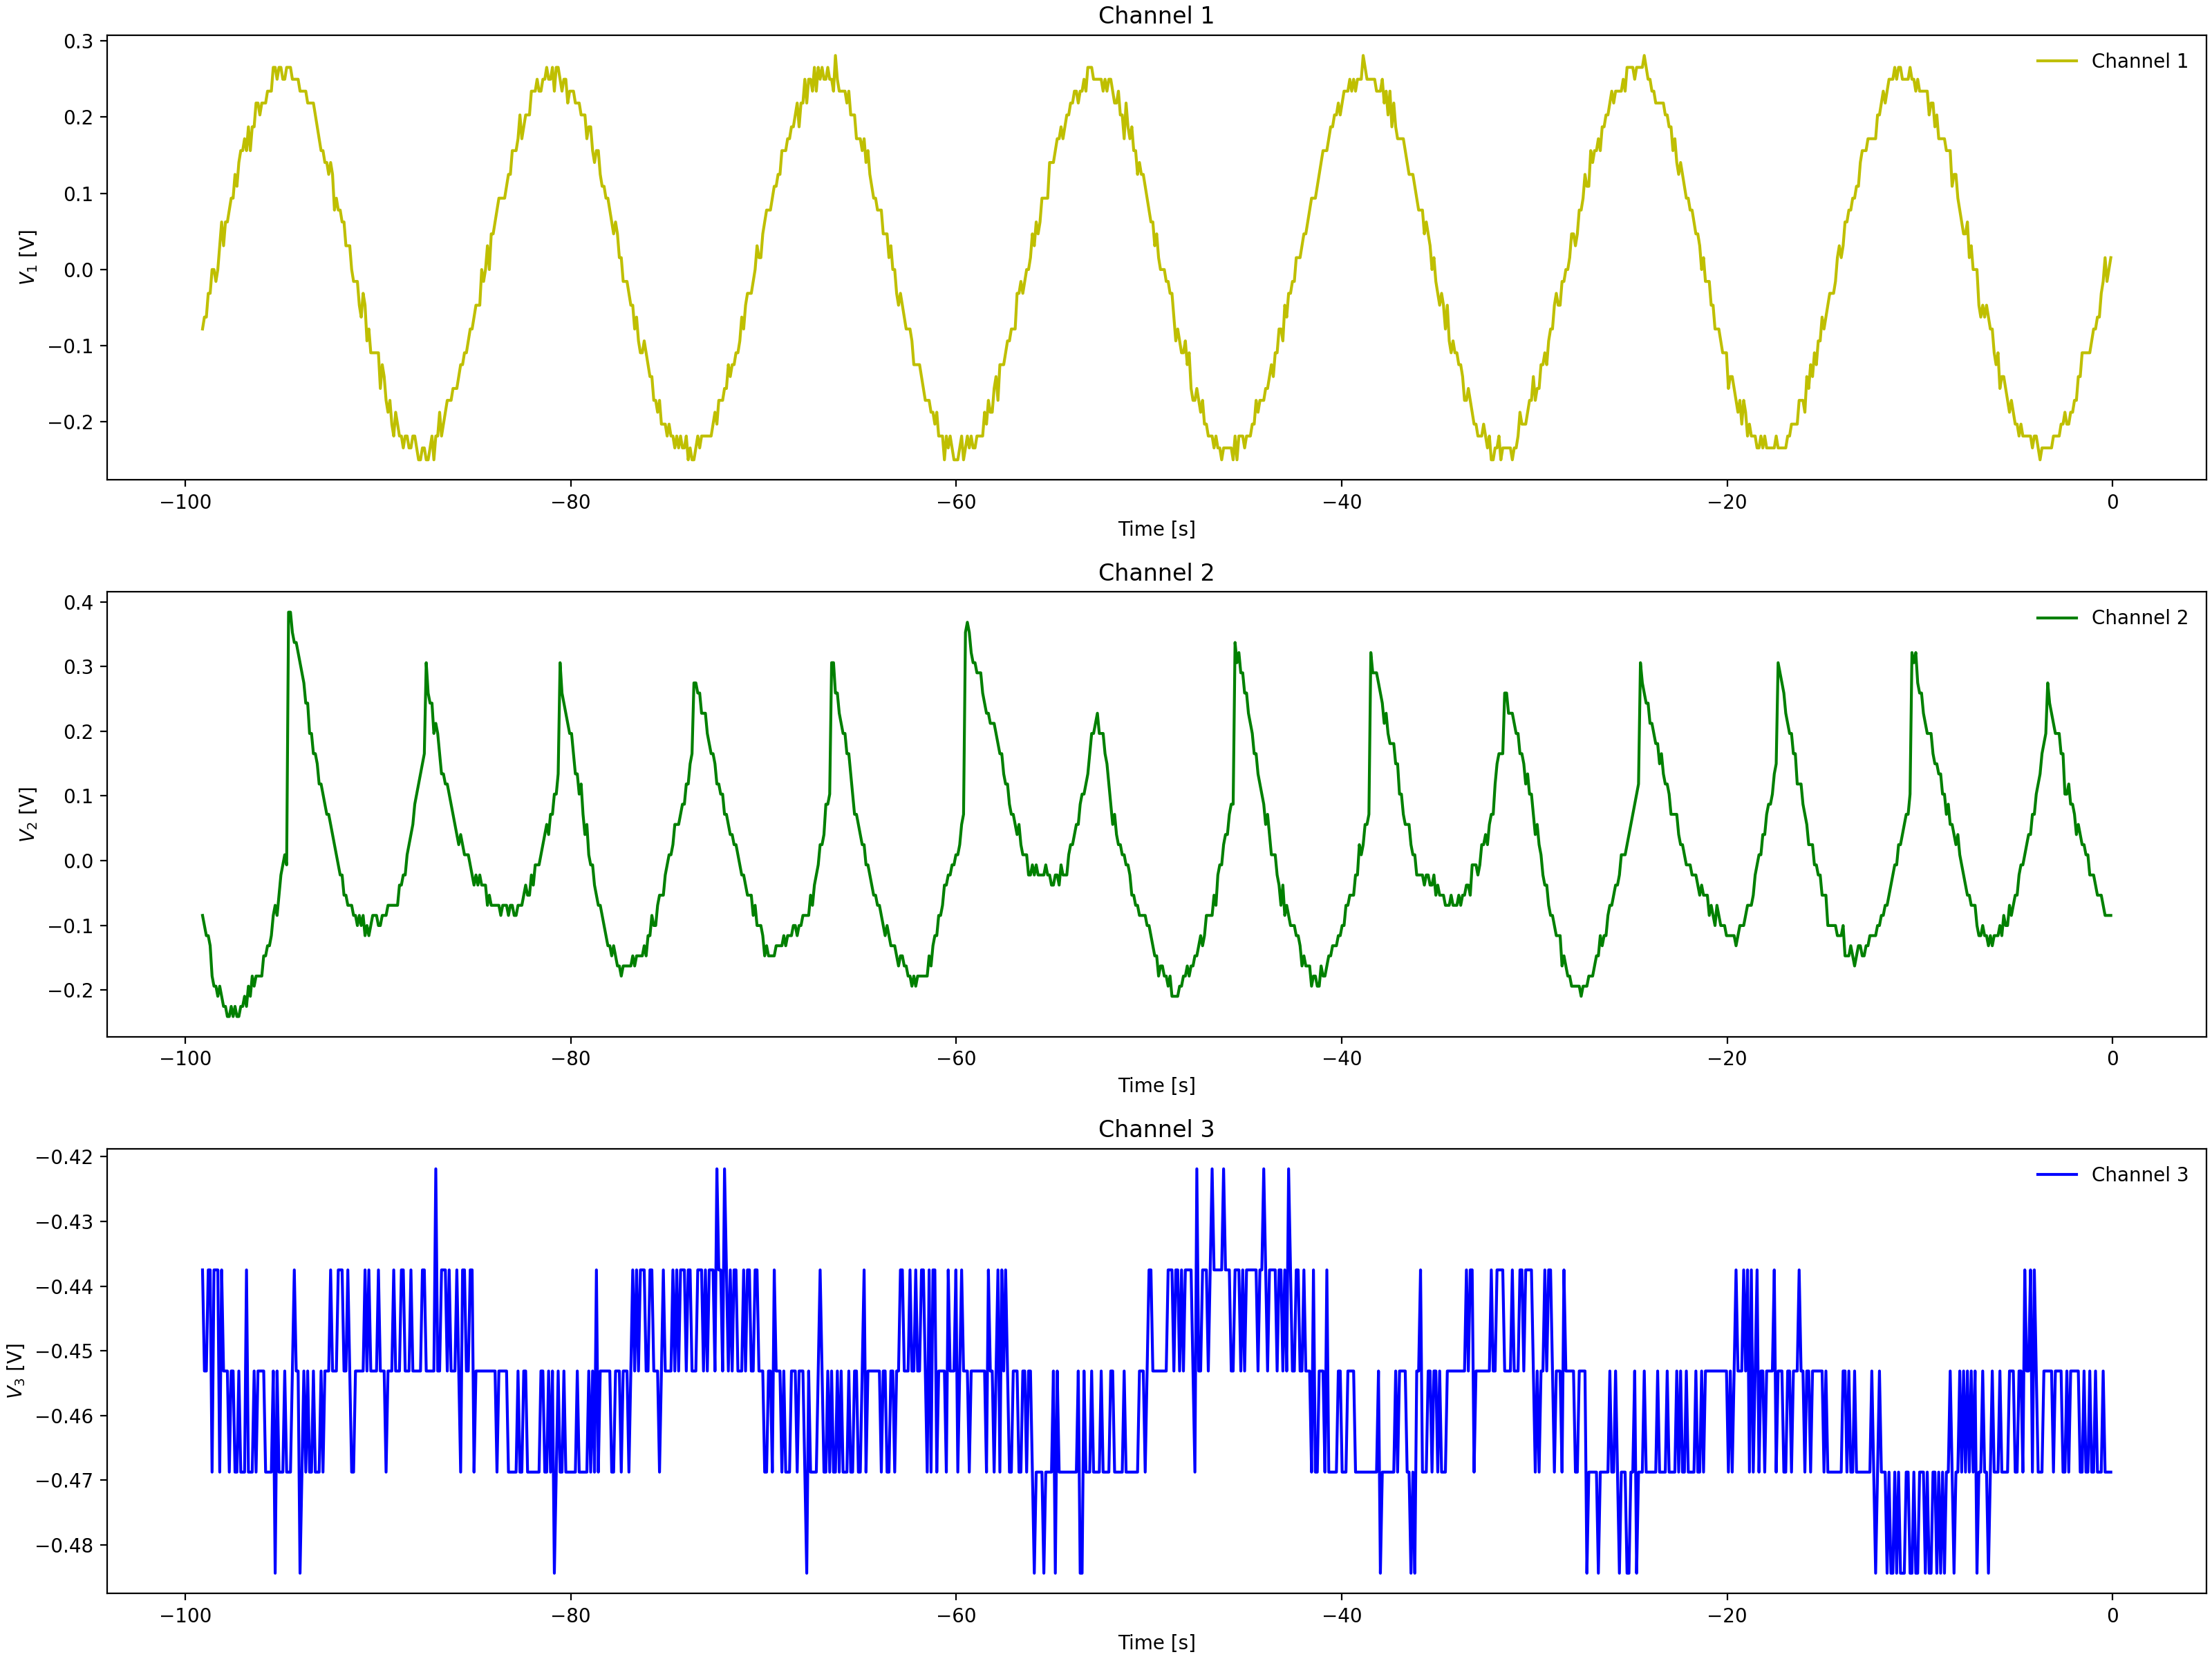 Channel 1
0.3
0.2
0.1
0.0
−0.1
−0.2
V1 [V]
Channel 1
−100 −80 −60 −40 −20 0
Time [s]
Channel 2
0.4
0.3
0.2
0.1
0.0
−0.1
−0.2
V2 [V]
Channel 2
−100 −80 −60 −40 −20 0
Time [s]
Channel 3
−0.42
−0.43
−0.44
−0.45
−0.46
−0.47
−0.48
V3 [V]
Channel 3
−100 −80 −60 −40 −20 0
Time [s]